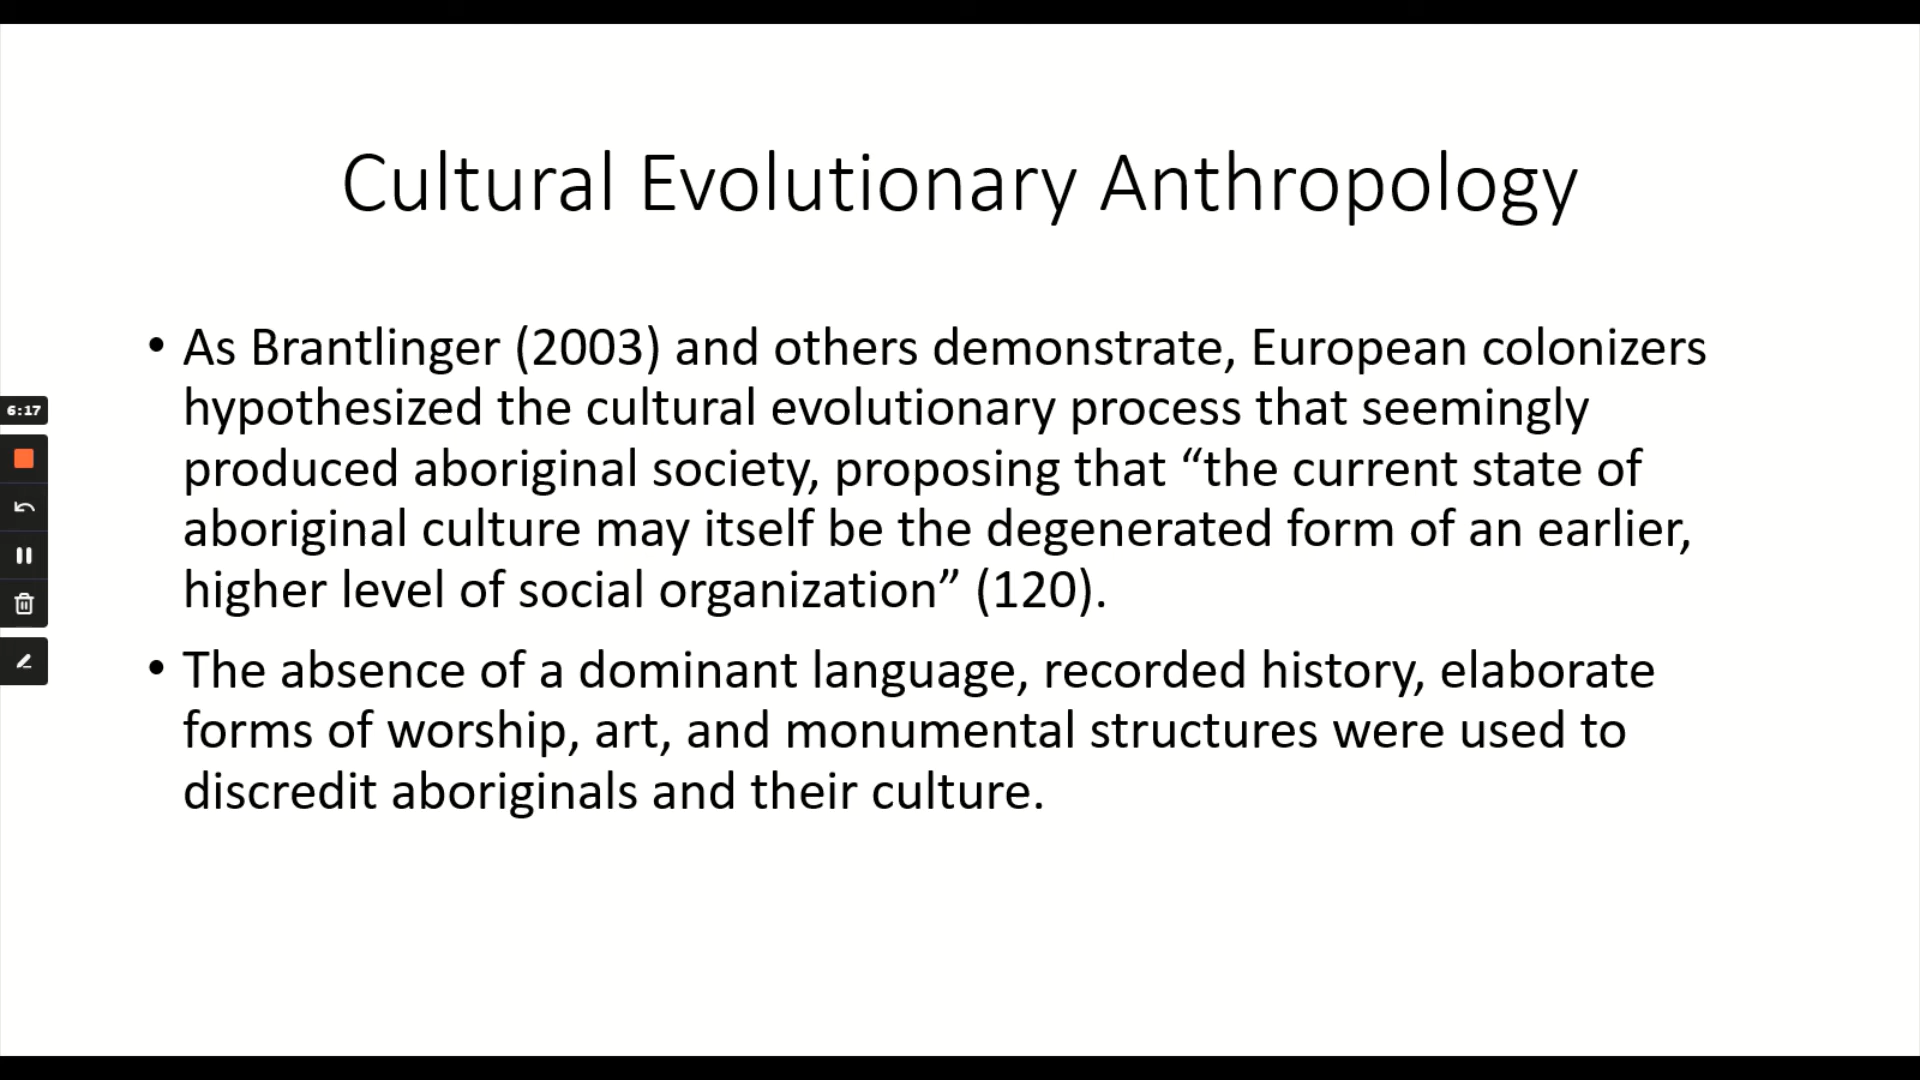 Cultural Evolutionary Anthropology
• As Brantlinger (2003) and others demonstrate, European colonizers
hypothesized the cultural evolutionary process that seemingly
produced aboriginal society, proposing that “the current state of
aboriginal culture may itself be the degenerated form of an earlier,
higher level of social organization” (120).
• The absence of a dominant language, recorded history, elaborate
forms of worship, art, and monumental structures were used to
discredit aboriginals and their culture.
6:17